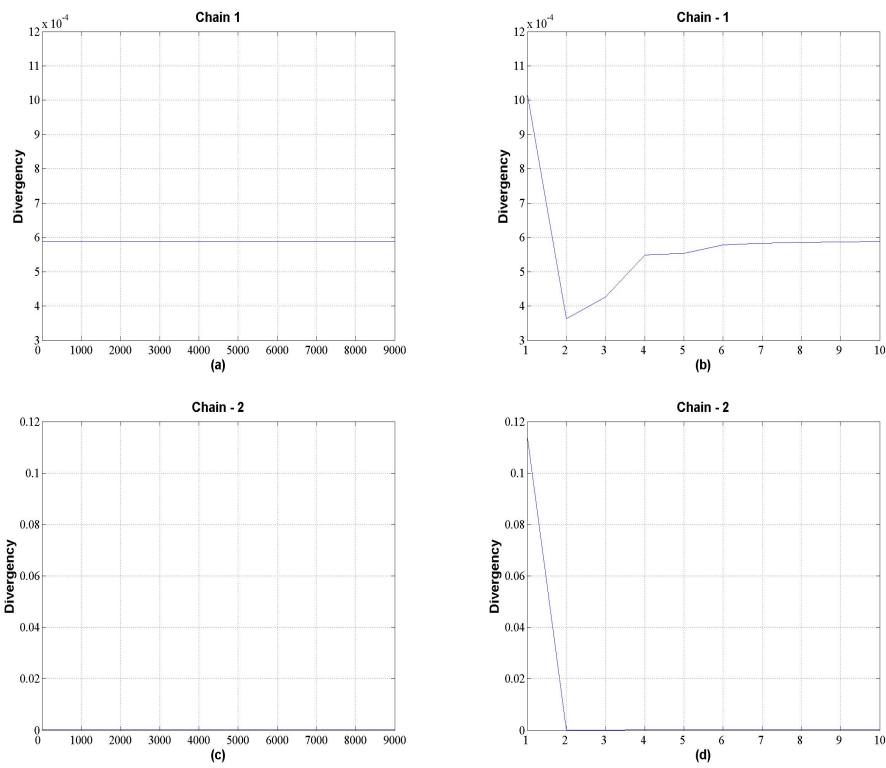 Chain 1
x 10^-4
12
11
10
9
8
7
6
5
4
3
Divergency
0 1000 2000 3000 4000 5000 6000 7000 8000 9000
(a)
Chain - 1
x 10^-4
12
11
10
9
8
7
6
5
4
3
Divergency
1 2 3 4 5 6 7 8 9 10
(b)
Chain - 2
0.12
0.1
0.08
0.06
0.04
0.02
0
Divergency
0 1000 2000 3000 4000 5000 6000 7000 8000 9000
(c)
Chain - 2
0.12
0.1
0.08
0.06
0.04
0.02
0
Divergency
1 2 3 4 5 6 7 8 9 10
(d)